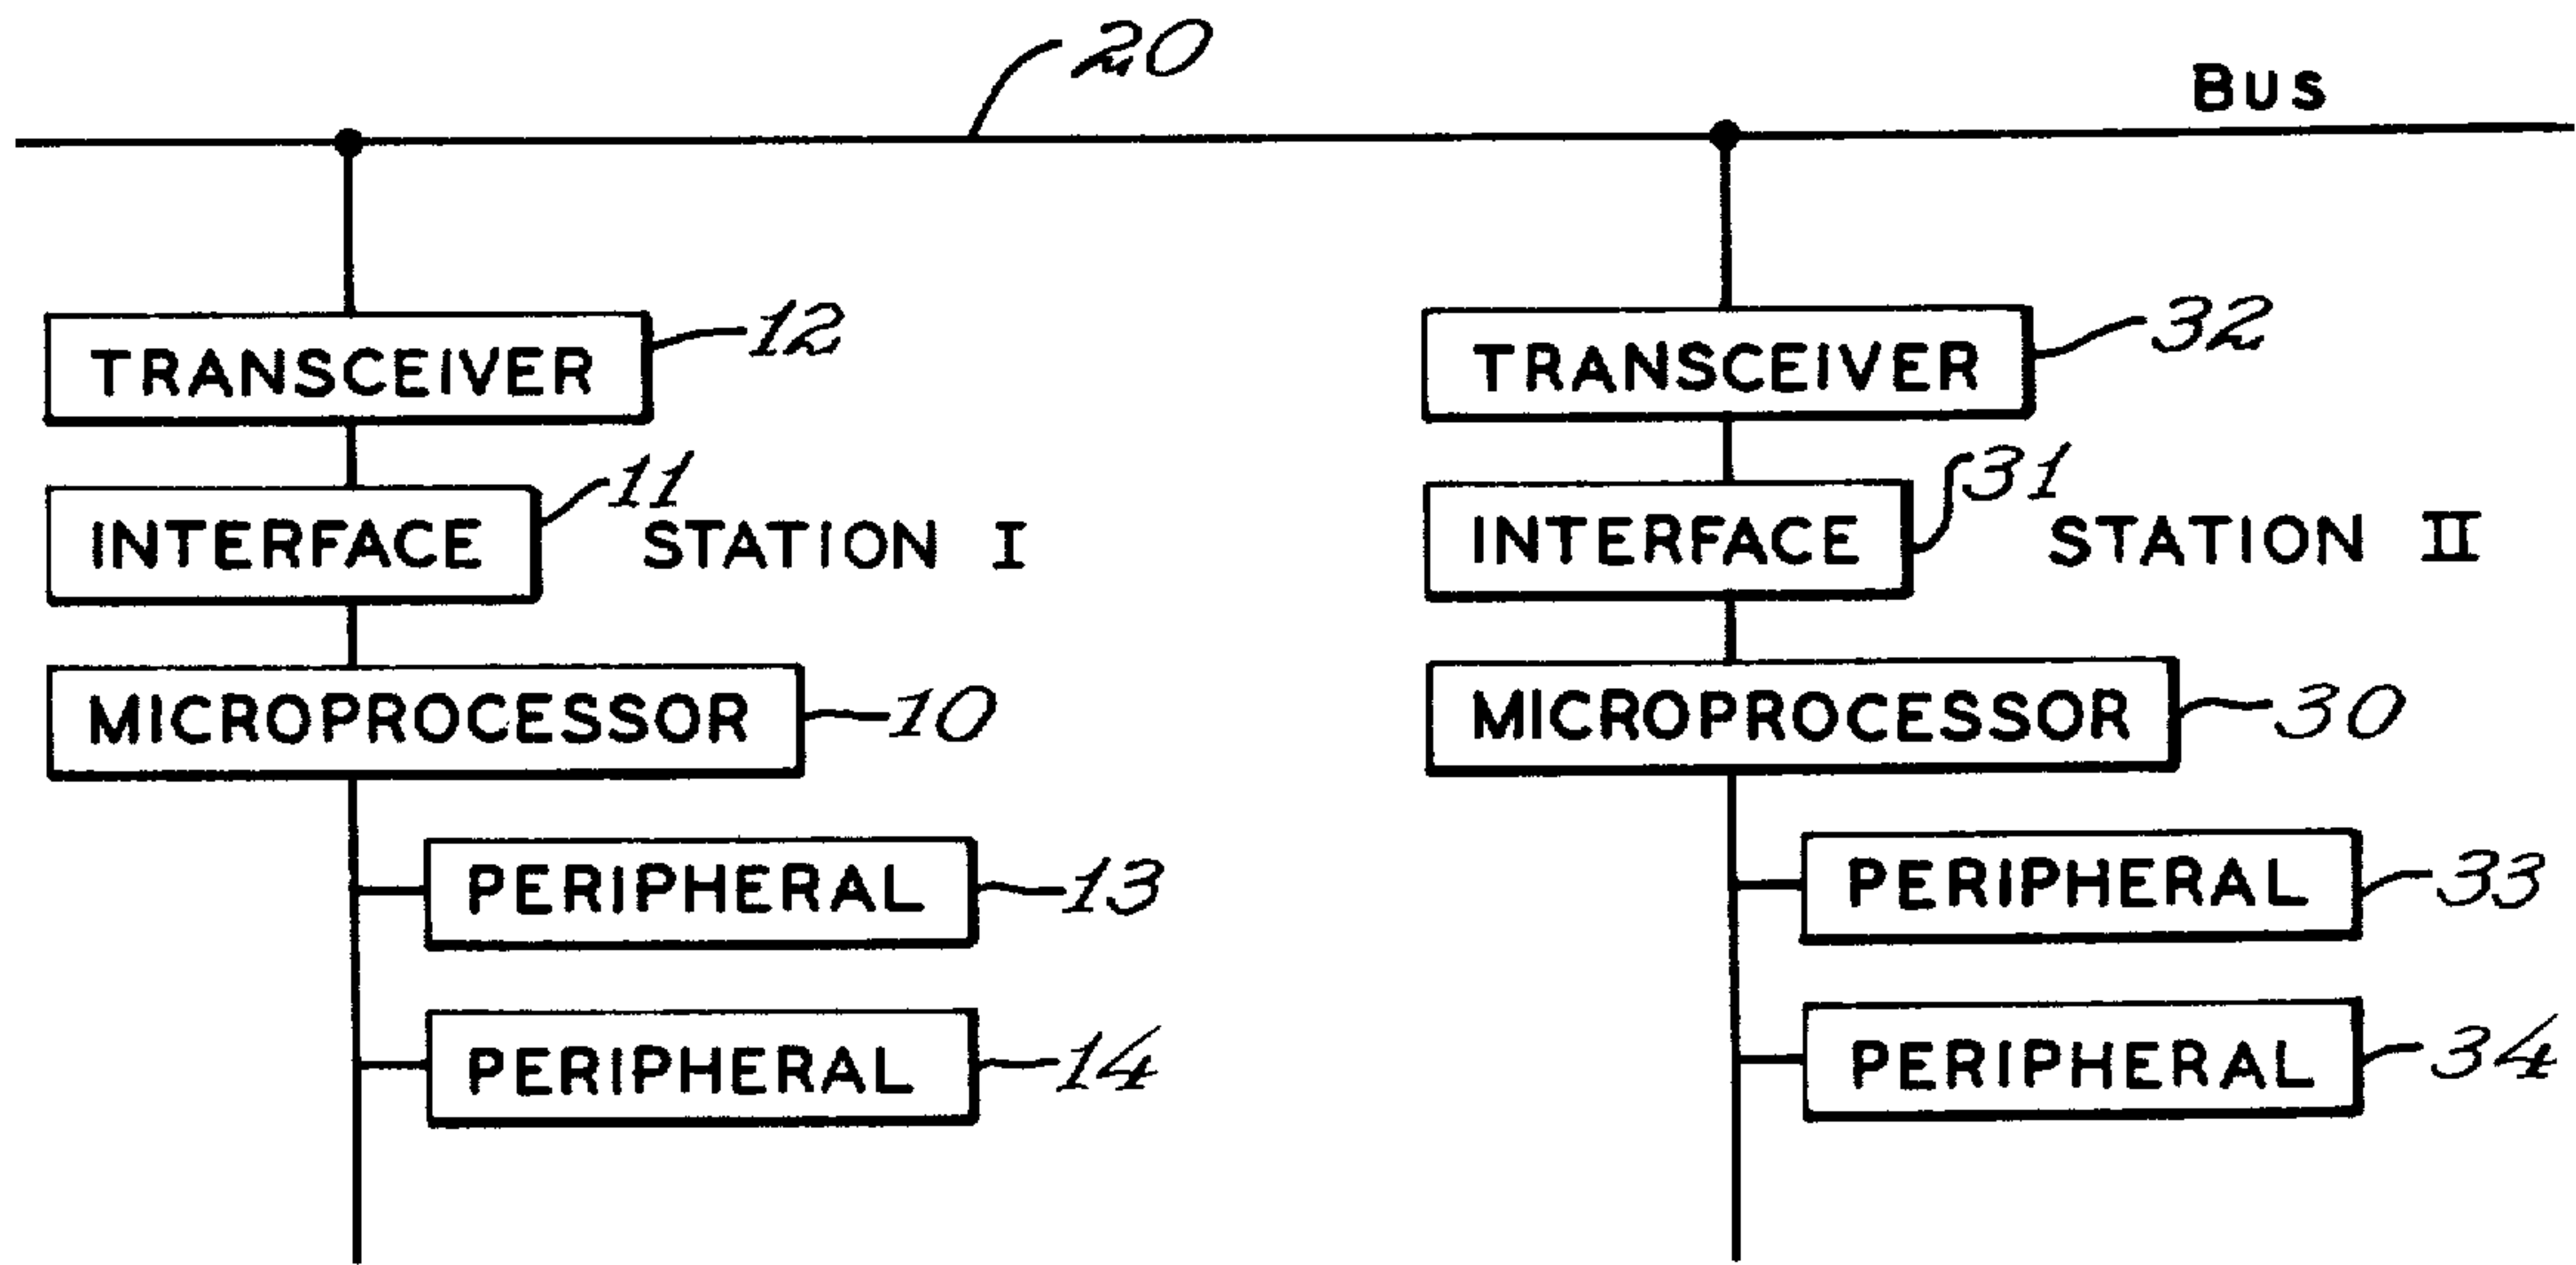 20
Bus
TRANSCEIVER 12
INTERFACE 11
STATION I
MICROPROCESSOR 10
PERIPHERAL 13
PERIPHERAL 14
TRANSCEIVER 32
INTERFACE 31
STATION II
MICROPROCESSOR 30
PERIPHERAL 33
PERIPHERAL 34